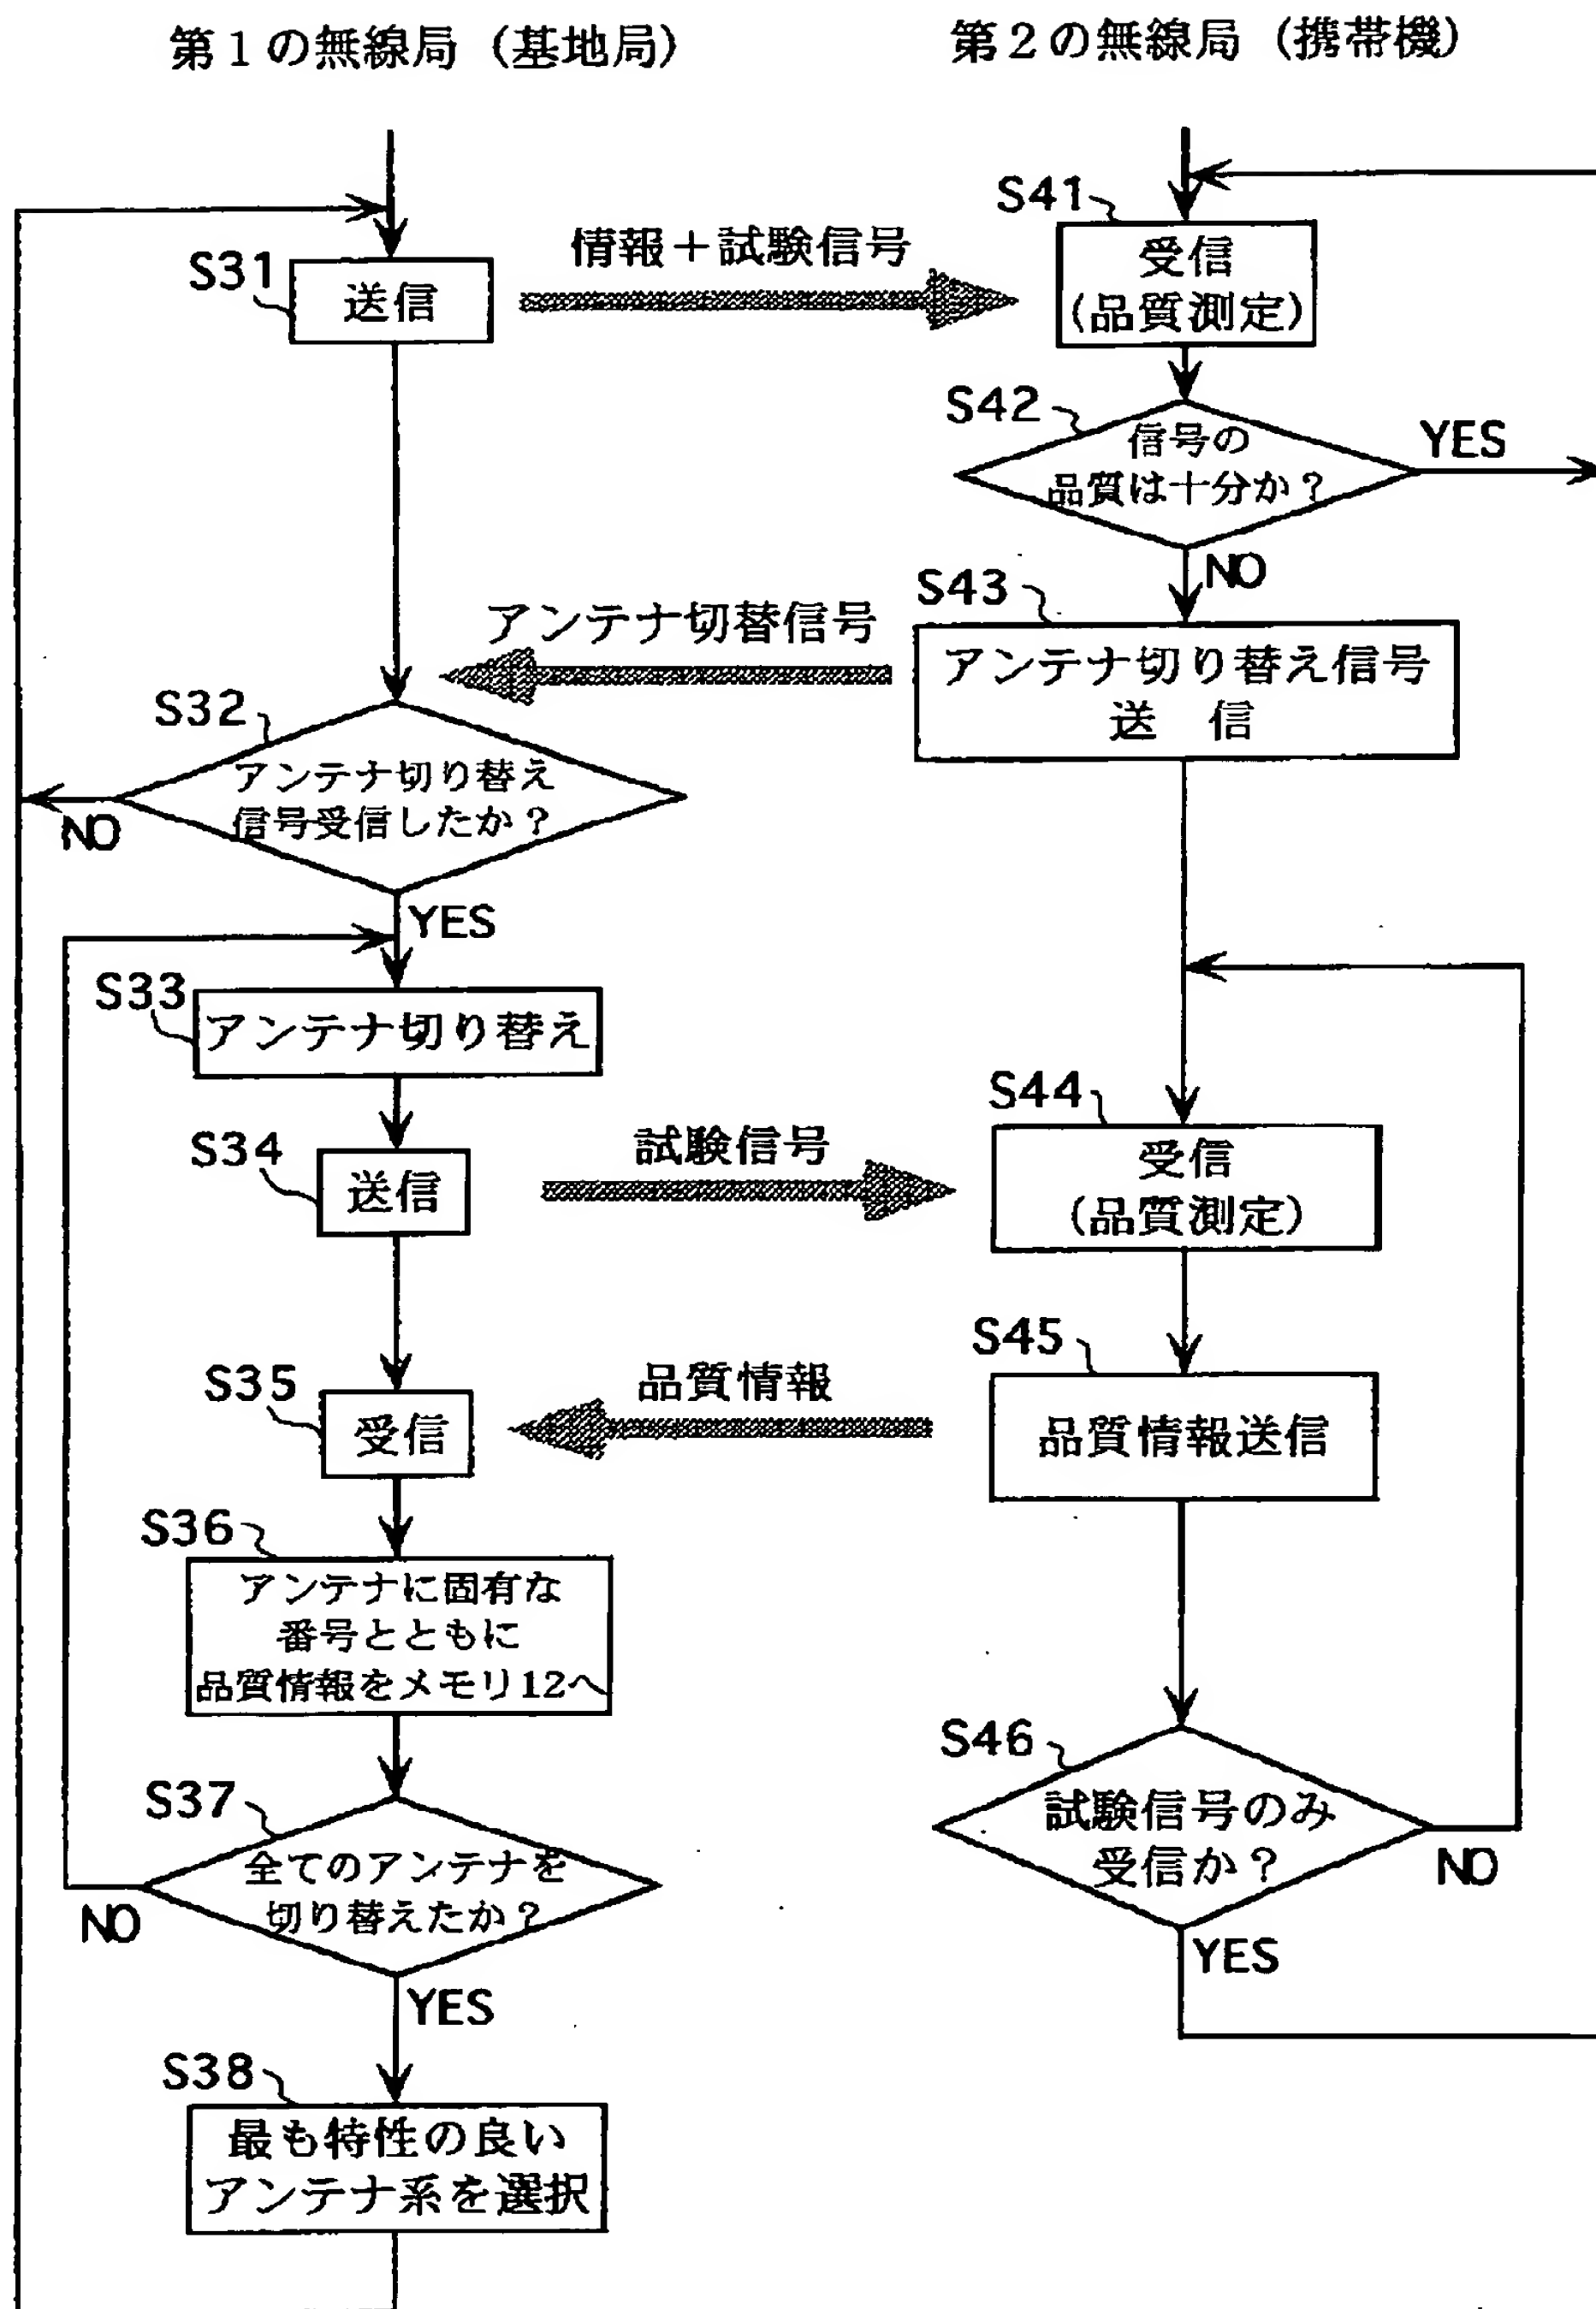 第1の無線局（基地局）
第2の無線局（携帯機）
S31
送信
情報＋試験信号
S41
受信
(品質測定)
S42
信号の
品質は十分か？
YES
NO
S43
アンテナ切り替え信号
送　信
アンテナ切替信号
S32
アンテナ切り替え
信号受信したか？
NO
YES
S33
アンテナ切り替え
S34
送信
試験信号
S44
受信
(品質測定)
S35
受信
品質情報
S45
品質情報送信
S36
アンテナに固有な
番号とともに
品質情報をメモリ12へ
S46
試験信号のみ
受信か？
NO
YES
S37
全てのアンテナを
切り替えたか？
NO
YES
S38
最も特性の良い
アンテナ系を選択